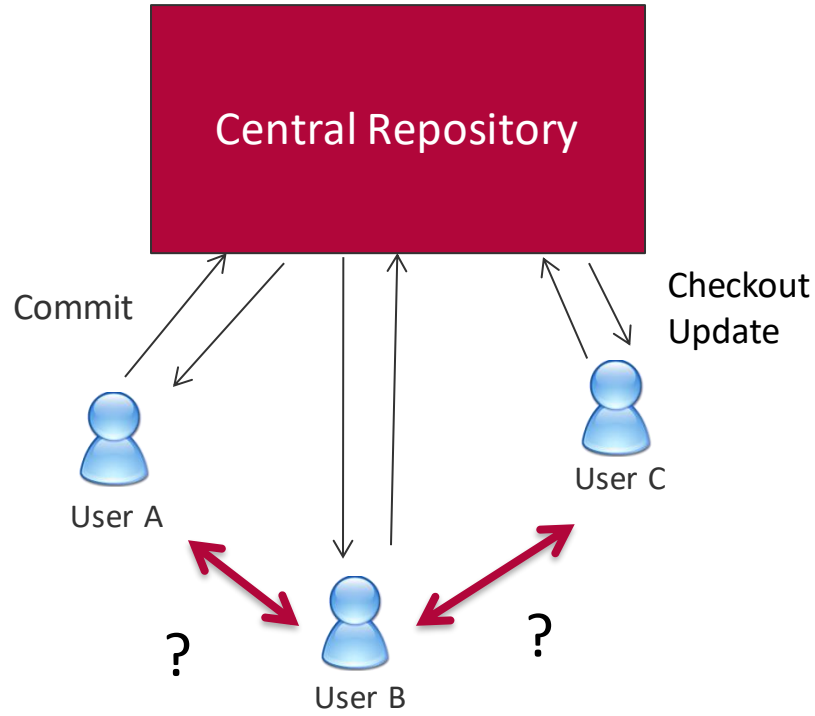 Central Repository
Commit
Checkout
Update
User A
User C
?
?
User B